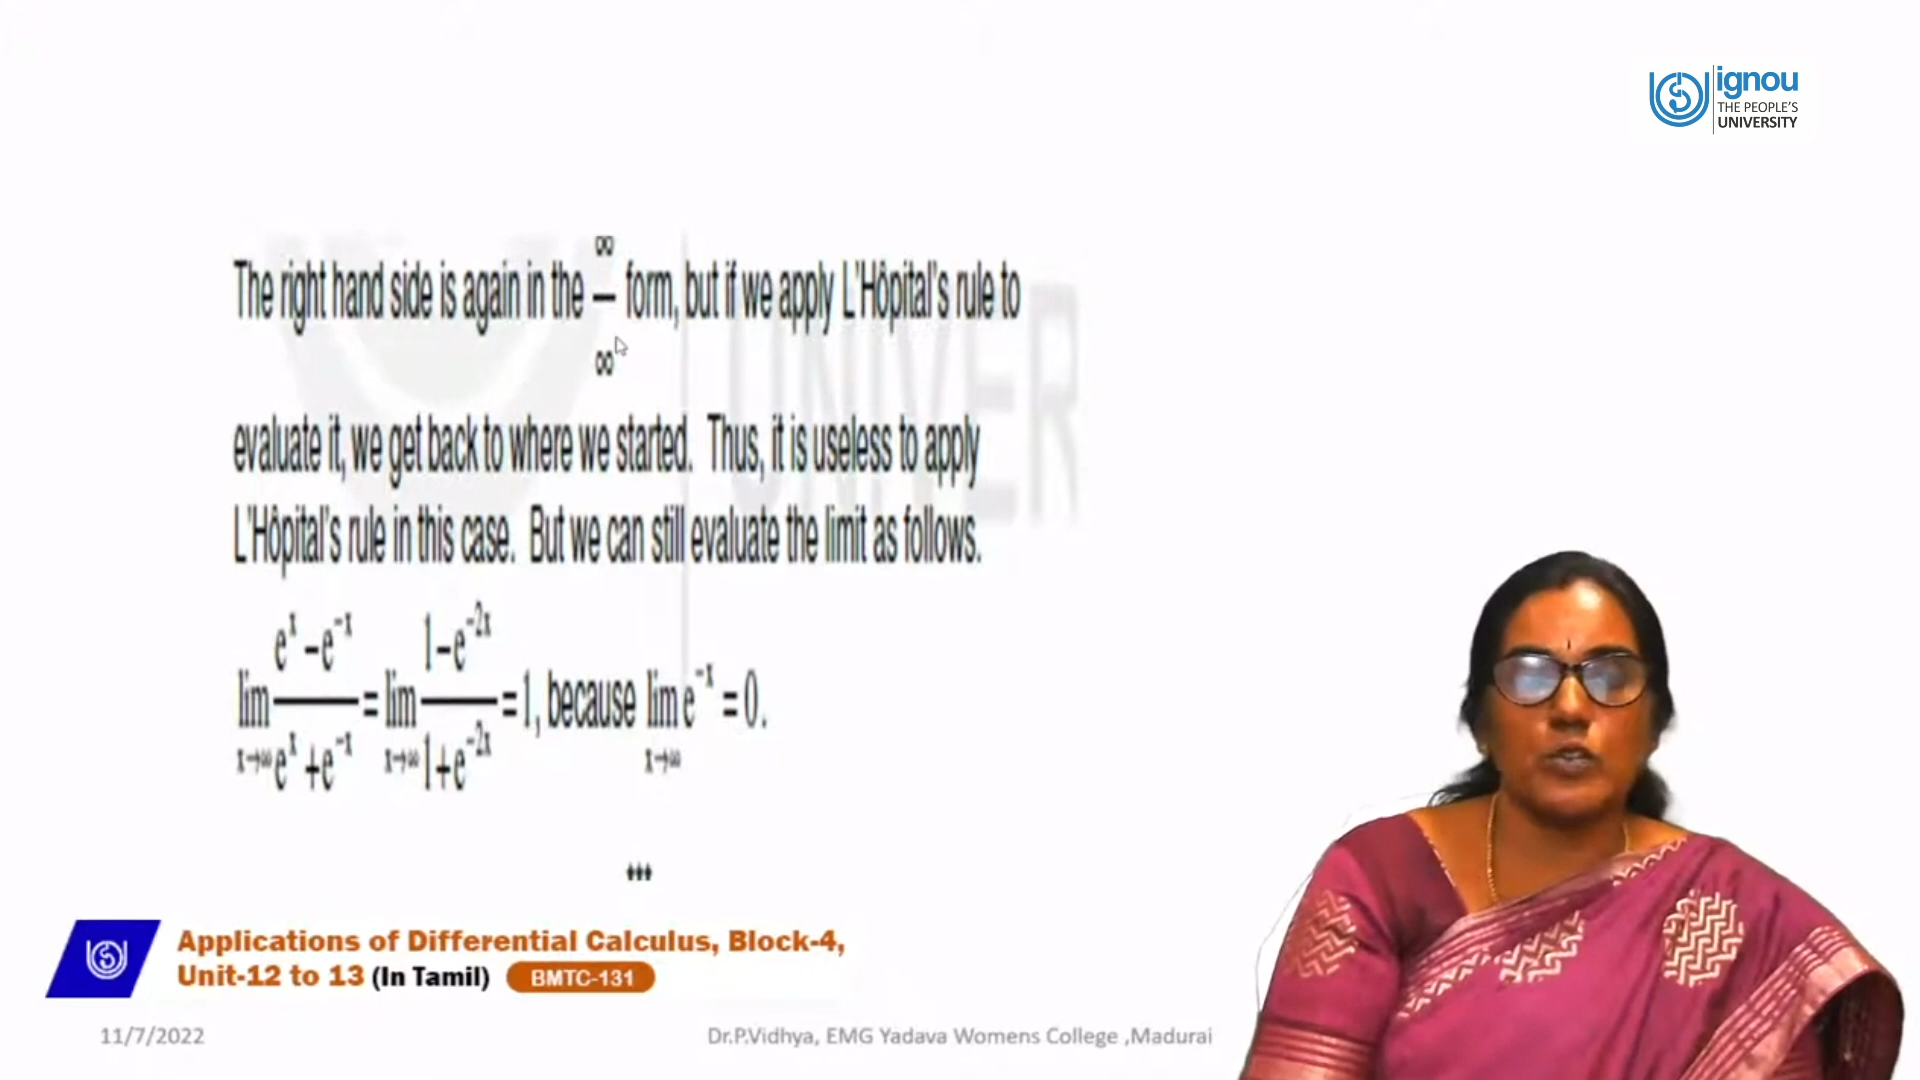 ignou
THE PEOPLE'S
UNIVERSITY
The right hand side is again in the ∞/∞ form, but if we apply L'Hôpital's rule to
evaluate it, we get back to where we started. Thus, it is useless to apply
L'Hôpital's rule in this case. But we can still evaluate the limit as follows.
lim x→∞ (e^x − e^−x)/(e^x + e^−x) = lim x→∞ (1 − e^−2x)/(1 + e^−2x) = 1, because lim x→∞ e^−x = 0.
UNIVER
Applications of Differential Calculus, Block-4,
Unit-12 to 13 (In Tamil) BMTC-131
11/7/2022 Dr.P.Vidhya, EMG Yadava Womens College ,Madurai